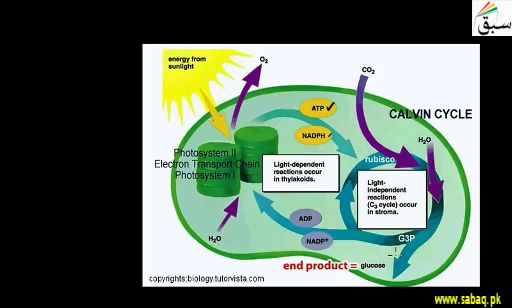 سبق
energy from
sunlight
O₂
CO₂
ATP
CALVIN CYCLE
NADPH
H₂O
Photosystem II
Electron Transport Chain
Photosystem I
Light-dependent
reactions occur
in thylakoids.
rubisco
Light-
independent
reactions
(C₃ cycle) occur
in stroma.
ADP
NADP⁺
H₂O
G3P
end product = glucose
copyrights:biology.tutorvista.com
www.sabaq.pk